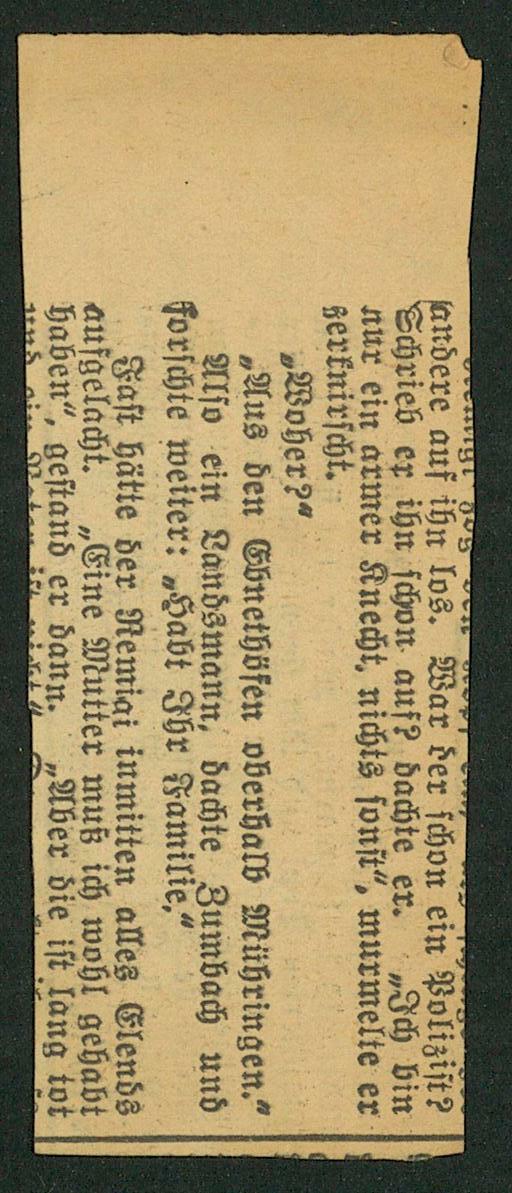 andere auf ihn los. War der schon ein Polizist?
Schrieb er ihn schon auf? dachte er. „Ich bin
nur ein armer Knecht, nichts sonst“, murmelte er
zerknirscht.
„Woher?“
„Aus den Ebnethöfen oberhalb Mühringen.“
Also ein Landsmann, dachte Zumbach und
forschte weiter: „Habt Ihr Familie.“
Fast hätte der Remigi inmitten alles Elends
aufgelacht. „Eine Mutter muß ich wohl gehabt
haben“, gestand er dann. „Aber die ist lang tot